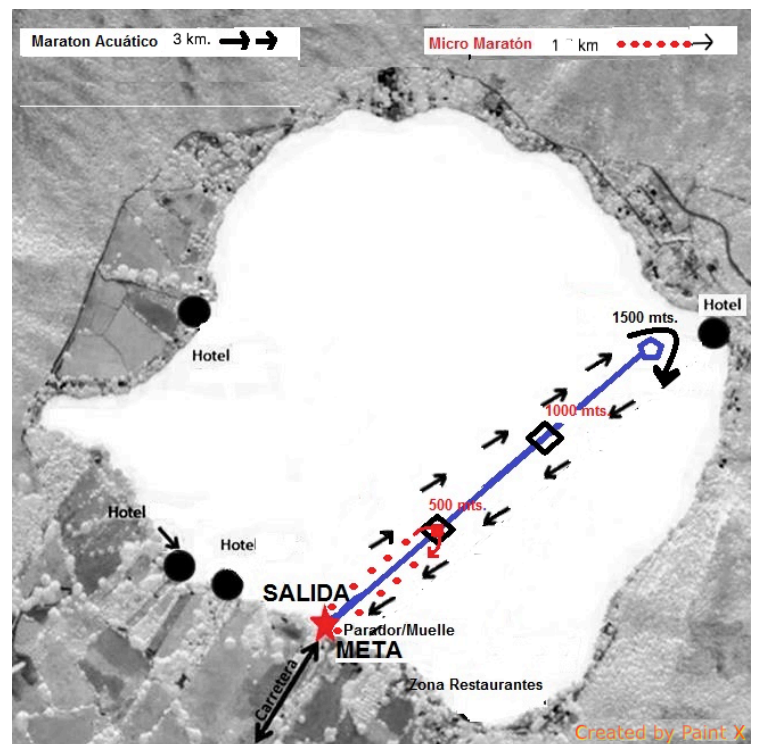 Maraton Acuático 3 km.
Micro Maratón 1 km
Hotel
1500 mts.
Hotel
1000 mts.
500 mts.
Hotel
Hotel
SALIDA
Parador/Muelle
META
Carretera
Zona Restaurantes
Created by Paint X